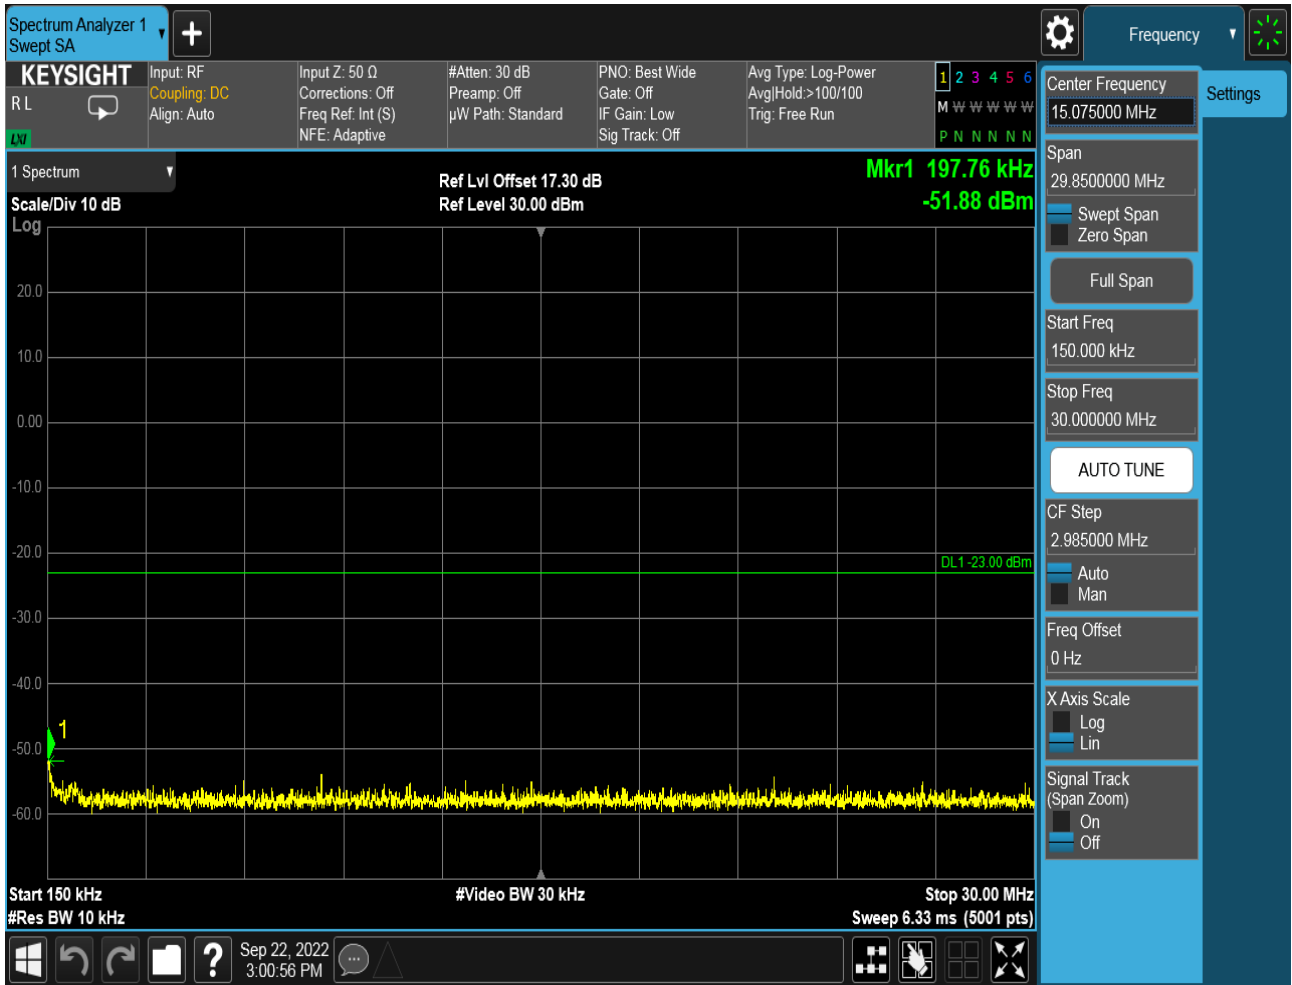 Spectrum Analyzer 1
Swept SA
Frequency
KEYSIGHT
R L
LXI
Input: RF
Coupling: DC
Align: Auto
Input Z: 50 Ω
Corrections: Off
Freq Ref: Int (S)
NFE: Adaptive
#Atten: 30 dB
Preamp: Off
µW Path: Standard
PNO: Best Wide
Gate: Off
IF Gain: Low
Sig Track: Off
Avg Type: Log-Power
Avg|Hold:>100/100
Trig: Free Run
1 2 3 4 5 6
M W W W W W
P N N N N N
1 Spectrum
Scale/Div 10 dB
Log
Ref Lvl Offset 17.30 dB
Ref Level 30.00 dBm
Mkr1 197.76 kHz
-51.88 dBm
20.0
10.0
0.00
-10.0
-20.0
DL1 -23.00 dBm
-30.0
-40.0
1
-50.0
-60.0
Start 150 kHz
#Video BW 30 kHz
Stop 30.00 MHz
#Res BW 10 kHz
Sweep 6.33 ms (5001 pts)
?
Sep 22, 2022
3:00:56 PM
Center Frequency
15.075000 MHz
Settings
Span
29.8500000 MHz
Swept Span
Zero Span
Full Span
Start Freq
150.000 kHz
Stop Freq
30.000000 MHz
AUTO TUNE
CF Step
2.985000 MHz
Auto
Man
Freq Offset
0 Hz
X Axis Scale
Log
Lin
Signal Track
(Span Zoom)
On
Off